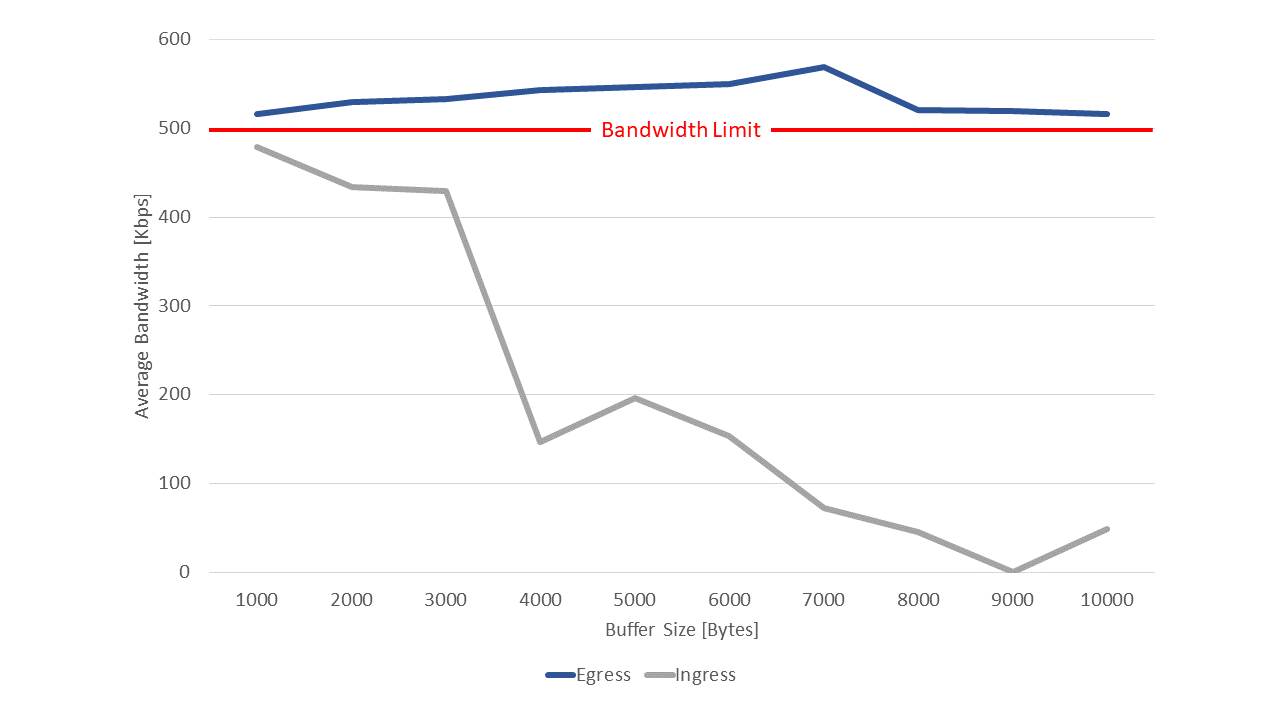 600
500
400
300
200
100
0
Average Bandwidth [Kbps]
Bandwidth Limit
1000 2000 3000 4000 5000 6000 7000 8000 9000 10000
Buffer Size [Bytes]
Egress Ingress